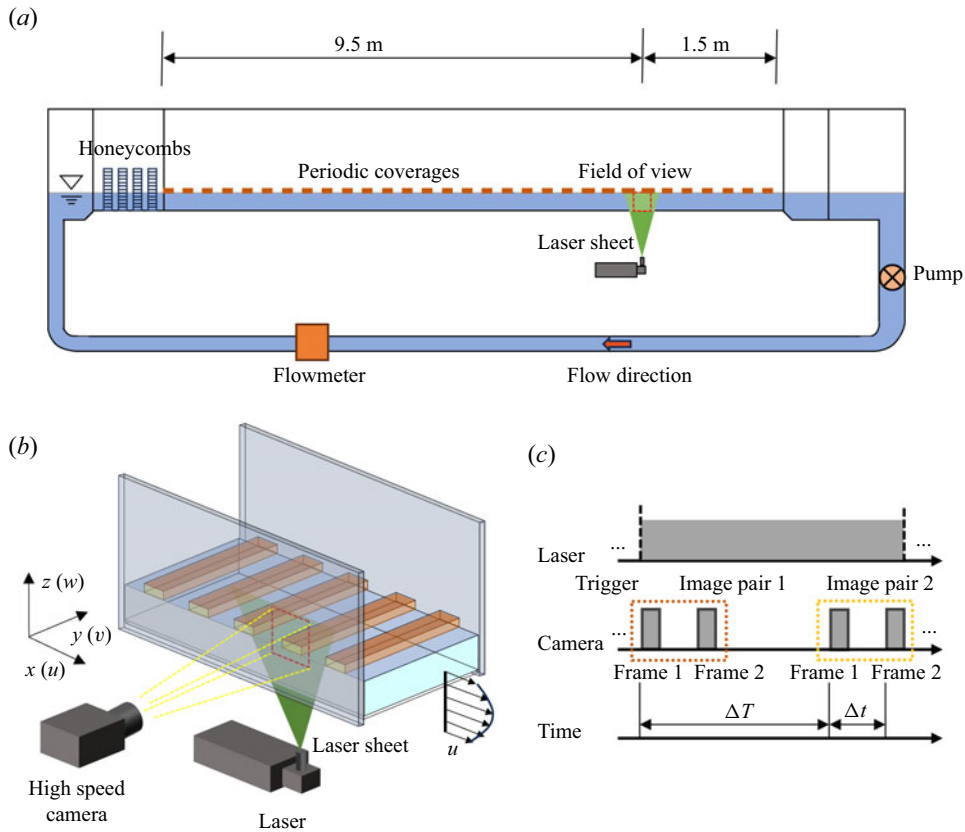 (a)
9.5 m
1.5 m
Honeycombs
Periodic coverages
Field of view
Laser sheet
Pump
Flowmeter
Flow direction
(b)
z (w)
y (v)
x (u)
u
Laser sheet
High speed
camera
Laser
(c)
Laser
...
...
Trigger
Image pair 1
Image pair 2
Camera
...
...
Frame 1
Frame 2
Frame 1
Frame 2
ΔT
Δt
Time